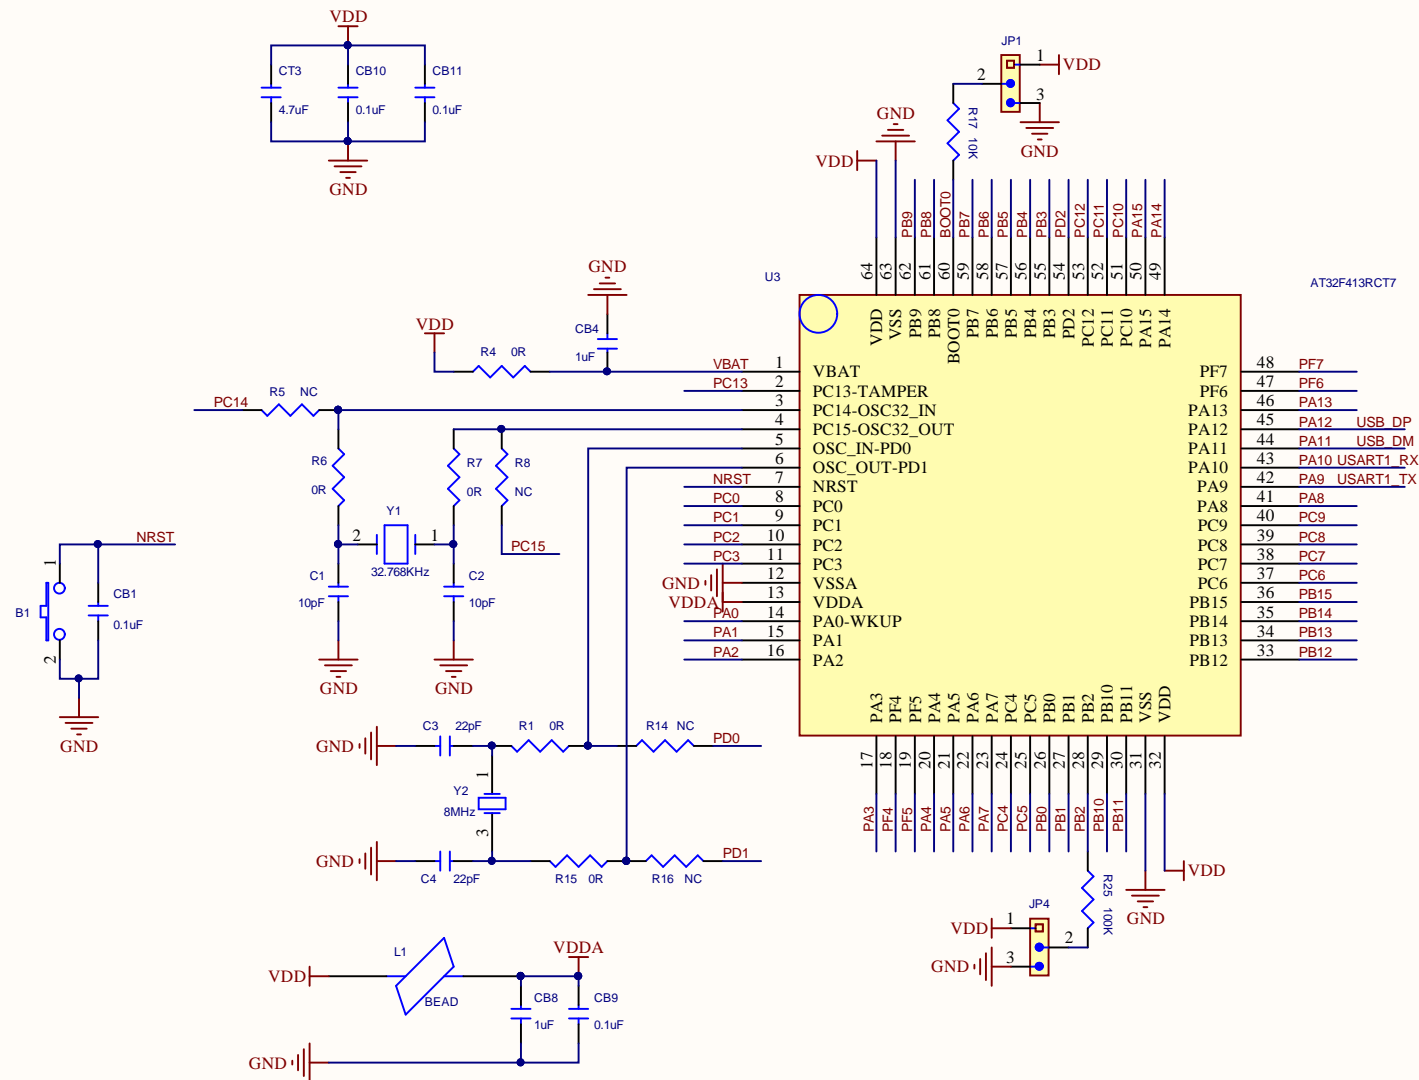 VDD
CT3
CB10
CB11
4.7uF
0.1uF
0.1uF
GND
JP1
1
VDD
2
3
GND
R17 10K
GND
VDD
PB9
PB8
BOOT0
PB7
PB6
PB5
PB4
PB3
PD2
PC12
PC11
PC10
PA15
PA14
64
63
62
61
60
59
58
57
56
55
54
53
52
51
50
49
U3
AT32F413RCT7
VDD
VSS
PB9
PB8
BOOT0
PB7
PB6
PB5
PB4
PB3
PD2
PC12
PC11
PC10
PA15
PA14
GND
CB4
1uF
VDD
R4 0R
VBAT 1 VBAT
PC13 2 PC13-TAMPER
PC14 R5 NC
3 PC14-OSC32_IN
4 PC15-OSC32_OUT
5 OSC_IN-PD0
6 OSC_OUT-PD1
NRST 7 NRST
PC0 8 PC0
PC1 9 PC1
PC2 10 PC2
PC3 11 PC3
GND 12 VSSA
VDDA 13 VDDA
PA0 14 PA0-WKUP
PA1 15 PA1
PA2 16 PA2
PF7 48 PF7
PF6 47 PF6
PA13 46 PA13
PA12 45 PA12 USB_DP
PA11 44 PA11 USB_DM
PA10 43 PA10 USART1_RX
PA9 42 PA9 USART1_TX
PA8 41 PA8
PC9 40 PC9
PC8 39 PC8
PC7 38 PC7
PC6 37 PC6
PB15 36 PB15
PB14 35 PB14
PB13 34 PB13
PB12 33 PB12
R6
0R
R7
0R
R8
NC
Y1
2
1
32.768KHz
PC15
C1
10pF
C2
10pF
GND
GND
NRST
1
B1
2
CB1
0.1uF
GND
PA3
PF4
PF5
PA4
PA5
PA6
PA7
PC4
PC5
PB0
PB1
PB2
PB10
PB11
VSS
VDD
17
18
19
20
21
22
23
24
25
26
27
28
29
30
31
32
PA3
PF4
PF5
PA4
PA5
PA6
PA7
PC4
PC5
PB0
PB1
PB2
PB10
PB11
GND
C3 22pF
R1 0R
R14 NC
PD0
1
Y2
8MHz
3
GND
C4 22pF
R15 0R
R16 NC
PD1
R25 100K
VDD
GND
JP4
VDD 1
2
GND 3
L1
VDD
BEAD
VDDA
CB8
1uF
CB9
0.1uF
GND